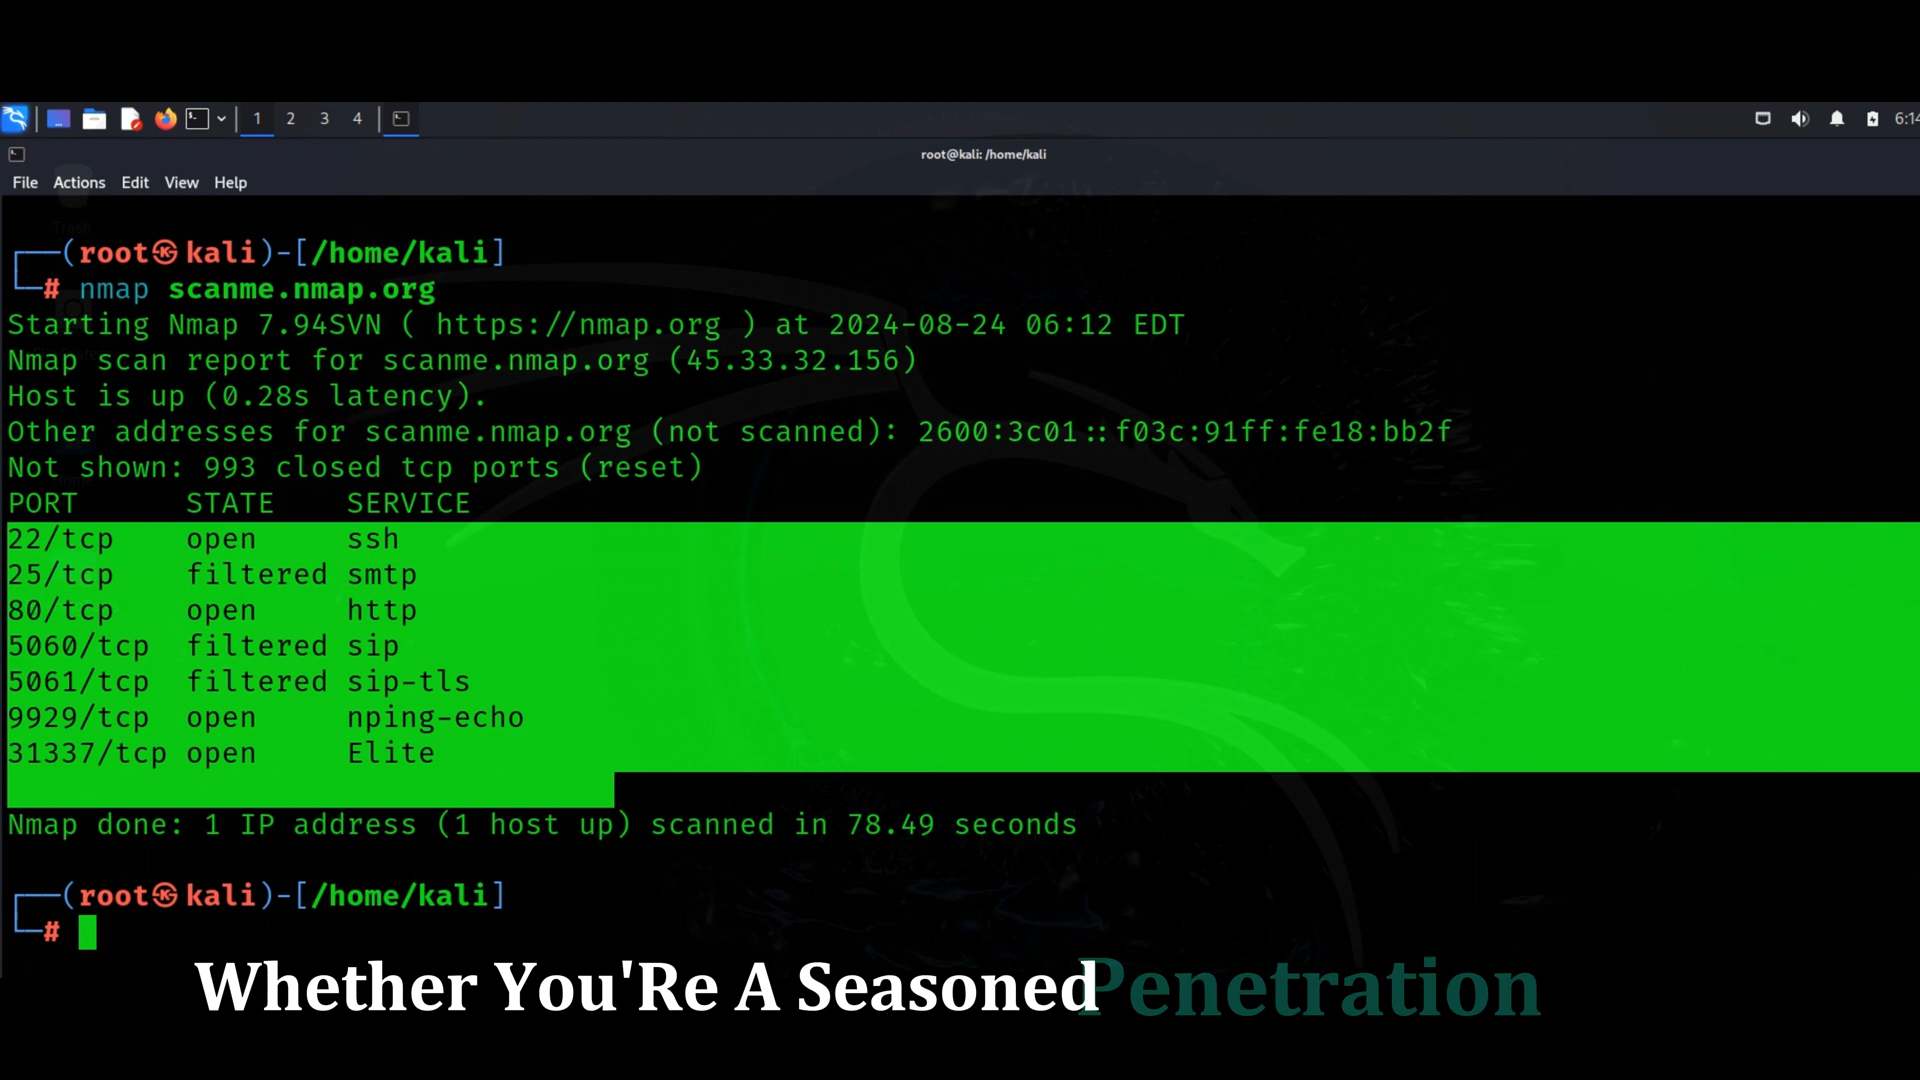 1 2 3 4
root@kali: /home/kali
File Actions Edit View Help
Trash
┌──(root㉿kali)-[/home/kali]
└─# nmap scanme.nmap.org
Starting Nmap 7.94SVN ( https://nmap.org ) at 2024-08-24 06:12 EDT
Nmap scan report for scanme.nmap.org (45.33.32.156)
Host is up (0.28s latency).
Other addresses for scanme.nmap.org (not scanned): 2600:3c01::f03c:91ff:fe18:bb2f
Not shown: 993 closed tcp ports (reset)
PORT STATE SERVICE
22/tcp open ssh
25/tcp filtered smtp
80/tcp open http
5060/tcp filtered sip
5061/tcp filtered sip-tls
9929/tcp open nping-echo
31337/tcp open Elite
Nmap done: 1 IP address (1 host up) scanned in 78.49 seconds
┌──(root㉿kali)-[/home/kali]
└─#
Whether You'Re A Seasoned Penetration